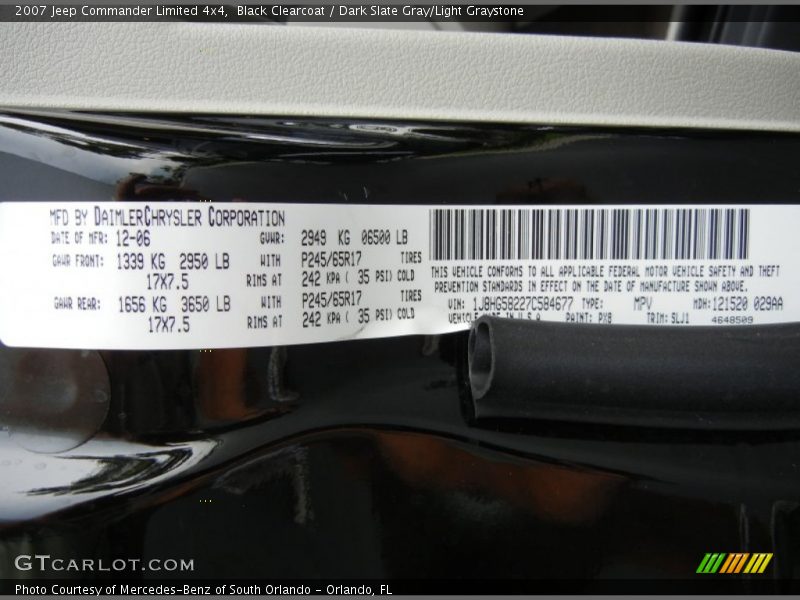 2007 Jeep Commander Limited 4x4,  Black Clearcoat / Dark Slate Gray/Light Graystone
MFD BY DAIMLERCHRYSLER CORPORATION
DATE OF MFR: 12-06 GVWR: 2949 KG 06500 LB
GAWR FRONT: 1339 KG 2950 LB WITH P245/65R17 TIRES
17X7.5 RIMS AT 242 KPA ( 35 PSI) COLD
GAWR REAR: 1656 KG 3650 LB WITH P245/65R17 TIRES
17X7.5 RIMS AT 242 KPA ( 35 PSI) COLD
THIS VEHICLE CONFORMS TO ALL APPLICABLE FEDERAL MOTOR VEHICLE SAFETY AND THEFT
PREVENTION STANDARDS IN EFFECT ON THE DATE OF MANUFACTURE SHOWN ABOVE.
VIN: 1J8HG58227C584677 TYPE: MPV MDH: 121520 029AA
VEHICLE MADE IN U.S.A. PAINT: PX8 TRIM: SLJ1 4648509
GTCARLOT.COM
Photo Courtesy of Mercedes-Benz of South Orlando - Orlando, FL